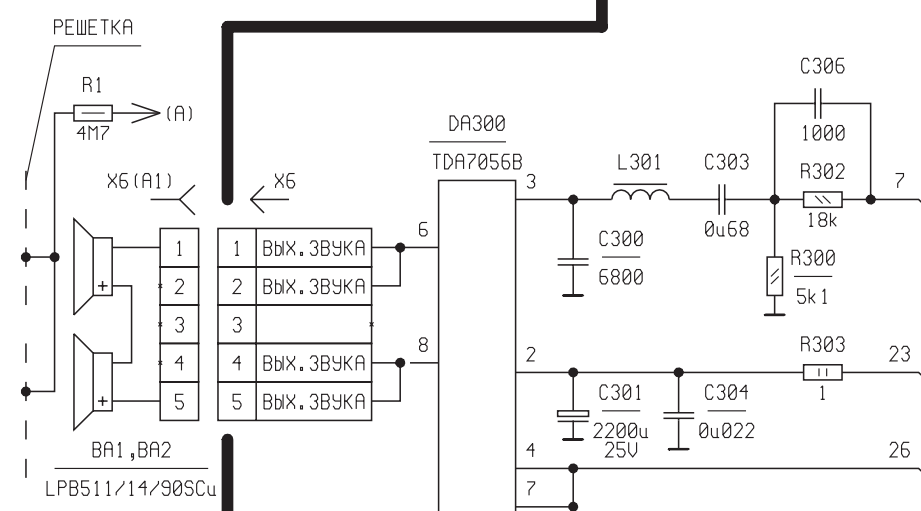 РЕШЕТКА
R1
(A)
4M7
X6(A1)
X6
1
2
3
4
5
1 ВЫХ.ЗВУКА
2 ВЫХ.ЗВУКА
3
4 ВЫХ.ЗВУКА
5 ВЫХ.ЗВУКА
+
+
BA1,BA2
LPB511/14/90SCu
6
8
DA300
TDA7056B
3
2
4
7
L301
C303
0u68
C306
1000
R302
18k
7
C300
6800
R300
5k1
R303
1
23
C301
2200u
25V
C304
0u022
26